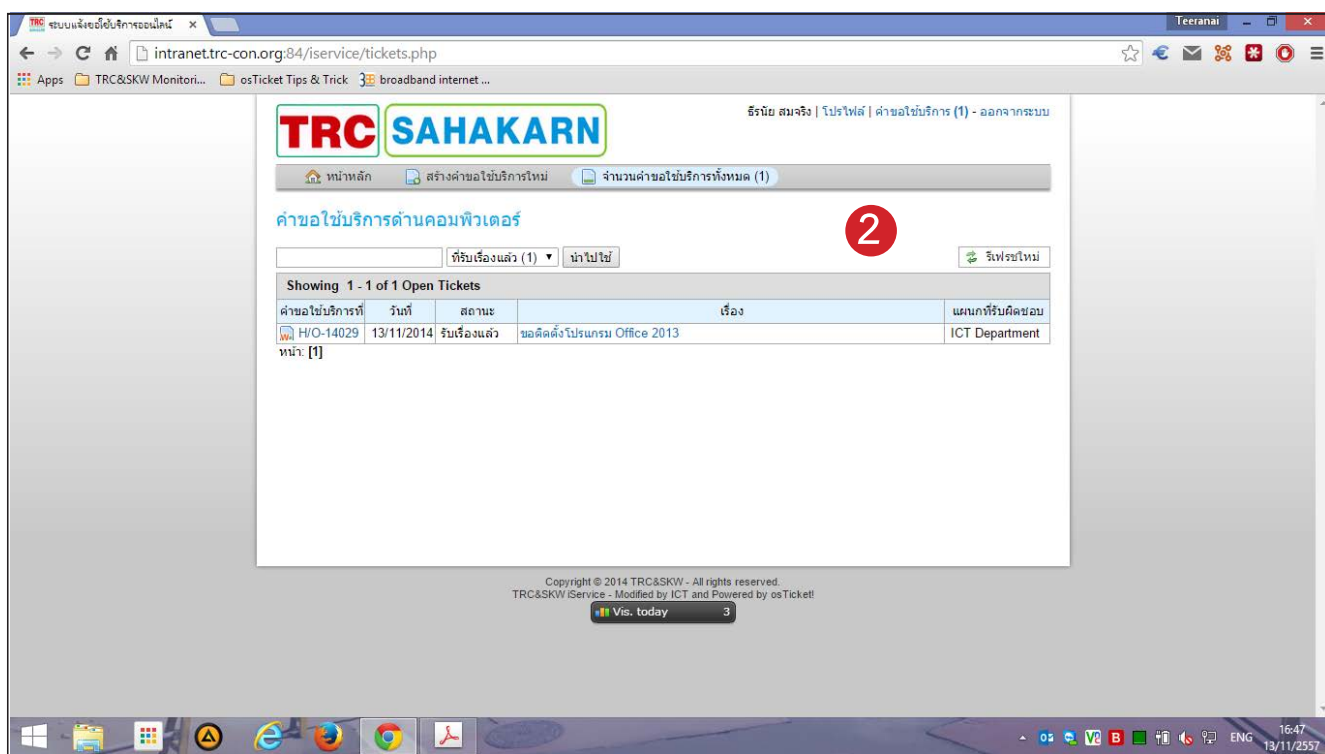 TRC ระบบแจ้งขอใช้บริการออนไลน์ ×
Teeranai
intranet.trc-con.org:84/iservice/tickets.php
Apps TRC&SKW Monitori... osTicket Tips & Trick broadband internet ...
TRC SAHAKARN
ธีรนัย สมจริง | โปรไฟล์ | คำขอใช้บริการ (1) - ออกจากระบบ
หน้าหลัก สร้างคำขอใช้บริการใหม่ จำนวนคำขอใช้บริการทั้งหมด (1)
คำขอใช้บริการด้านคอมพิวเตอร์
2
ที่รับเรื่องแล้ว (1) ▼ นำไปใช้ รีเฟรชใหม่
Showing 1 - 1 of 1 Open Tickets
คำขอใช้บริการที่ วันที่ สถานะ เรื่อง แผนกที่รับผิดชอบ
H/O-14029 13/11/2014 รับเรื่องแล้ว ขอติดตั้งโปรแกรม Office 2013 ICT Department
หน้า: [1]
Copyright © 2014 TRC&SKW - All rights reserved.
TRC&SKW iService - Modified by ICT and Powered by osTicket!
Vis. today 3
ENG 16:47
13/11/2557